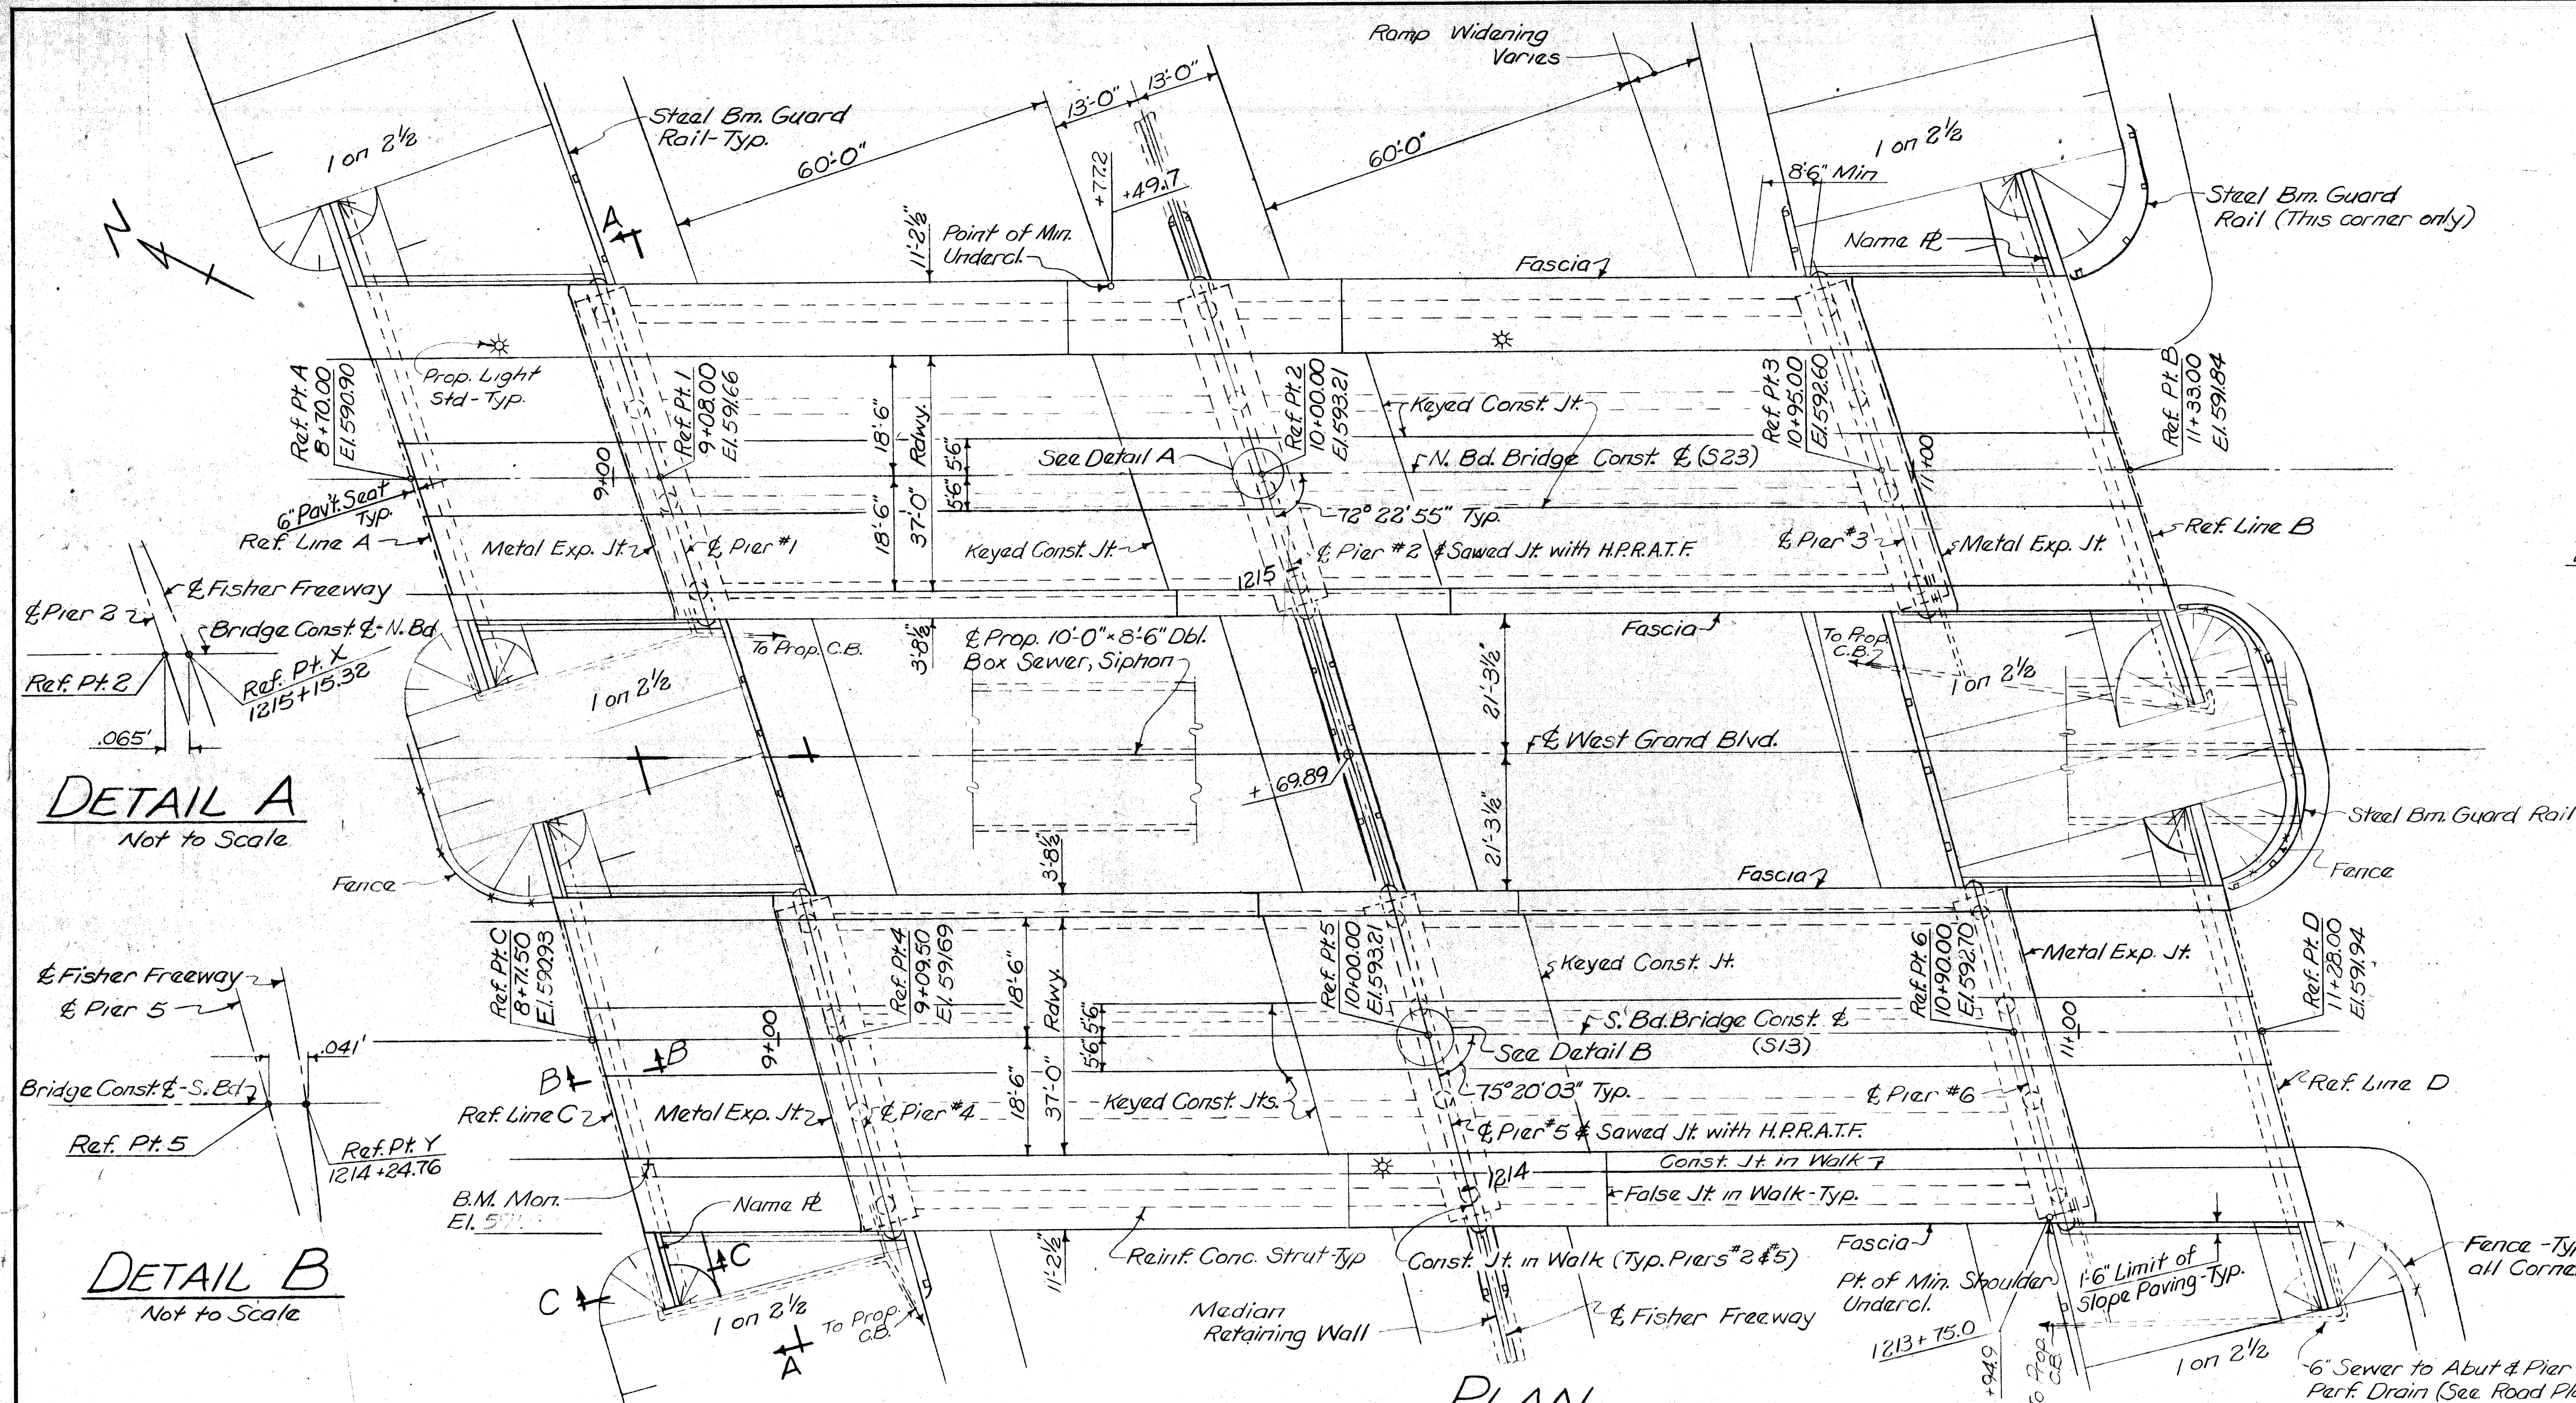 Ramp Widening
Varies
13'-0"
13'-0"
Steel Bm. Guard
Rail-Typ.
1 on 2½
60'-0"
60'-0"
+77.2
+49.7
1 on 2½
8'-6" Min
Steel Bm. Guard
Rail (This corner only)
N
A
11'-2½"
Point of Min.
Undercl.
Fascia
Name ⅊
Prop. Light
Std-Typ.
Ref. Pt. A
8+70.00
El.590.90
Ref. Pt. 1
9+08.00
El.591.66
Ref. Pt. 2
10+00.00
El.593.21
Ref. Pt. 3
10+95.00
El.592.60
Ref. Pt. B
11+33.00
El.591.84
18'-6"
Rdwy.
5'-6"
Keyed Const. Jt.
See Detail A
N. Bd. Bridge Const. ℄ (S23)
9+00
11+00
6" Pav't. Seat
Typ.
18'-6"
37'-0"
5'-6"
72° 22' 55" Typ.
Ref. Line A
Metal Exp. Jt.
℄ Pier #1
Keyed Const. Jt.
℄ Pier #2 & Sawed Jt. with H.P.R.A.T.F.
℄ Pier #3
Metal Exp. Jt.
Ref. Line B
1215
℄ Fisher Freeway
℄ Pier 2
Bridge Const. ℄-N. Bd
Ref. Pt. 2
Ref. Pt. X
1215+15.32
.065'
DETAIL A
Not to Scale
To Prop. C.B.
3'-8½"
℄ Prop. 10'-0"×8'-6" Dbl.
Box Sewer, Siphon
Fascia
To Prop.
C.B.
1 on 2½
1 on 2½
21'-3½"
℄ West Grand Blvd.
+69.89
21'-3½"
Steel Bm. Guard Rail
3'-8½"
Fence
Fascia
Fence
Ref. Pt. C
8+71.50
El.590.93
Ref. Pt. 4
9+09.50
El.591.69
Ref. Pt. 5
10+00.00
El.593.21
Ref. Pt. 6
10+90.00
El.592.70
Ref. Pt. D
11+28.00
El.591.94
18'-6"
Rdwy.
Keyed Const. Jt.
Metal Exp. Jt.
℄ Fisher Freeway
℄ Pier 5
.041'
Bridge Const. ℄-S. Bd
Ref. Pt. 5
Ref. Pt. Y
1214+24.76
DETAIL B
Not to Scale
5'-6"
5'-6"
S. Bd. Bridge Const. ℄
(S13)
9+00
11+00
See Detail B
B
B
18'-6"
37'-0"
75°20'03" Typ.
Ref. Line C
Metal Exp. Jt.
℄ Pier #4
Keyed Const. Jts.
℄ Pier #6
Ref. Line D
℄ Pier #5 & Sawed Jt. with H.P.R.A.T.F.
Const. Jt. in Walk
1214
False Jt. in Walk-Typ.
B.M. Mon.
El.
Name ⅊
C
C
11'-2½"
Reinf. Conc. Strut-Typ
Const. Jt. in Walk (Typ. Piers #2 & #5)
Fascia
Pt. of Min. Shoulder
Undercl.
1213+75.0
+94.9
1'-6" Limit of
Slope Paving-Typ.
1 on 2½
To Prop.
C.B.
A
Median
Retaining Wall
℄ Fisher Freeway
Prop.
C.B.
1 on 2½
6" Sewer to Abut & Pier
Perf. Drain (See Road
all
PLAN